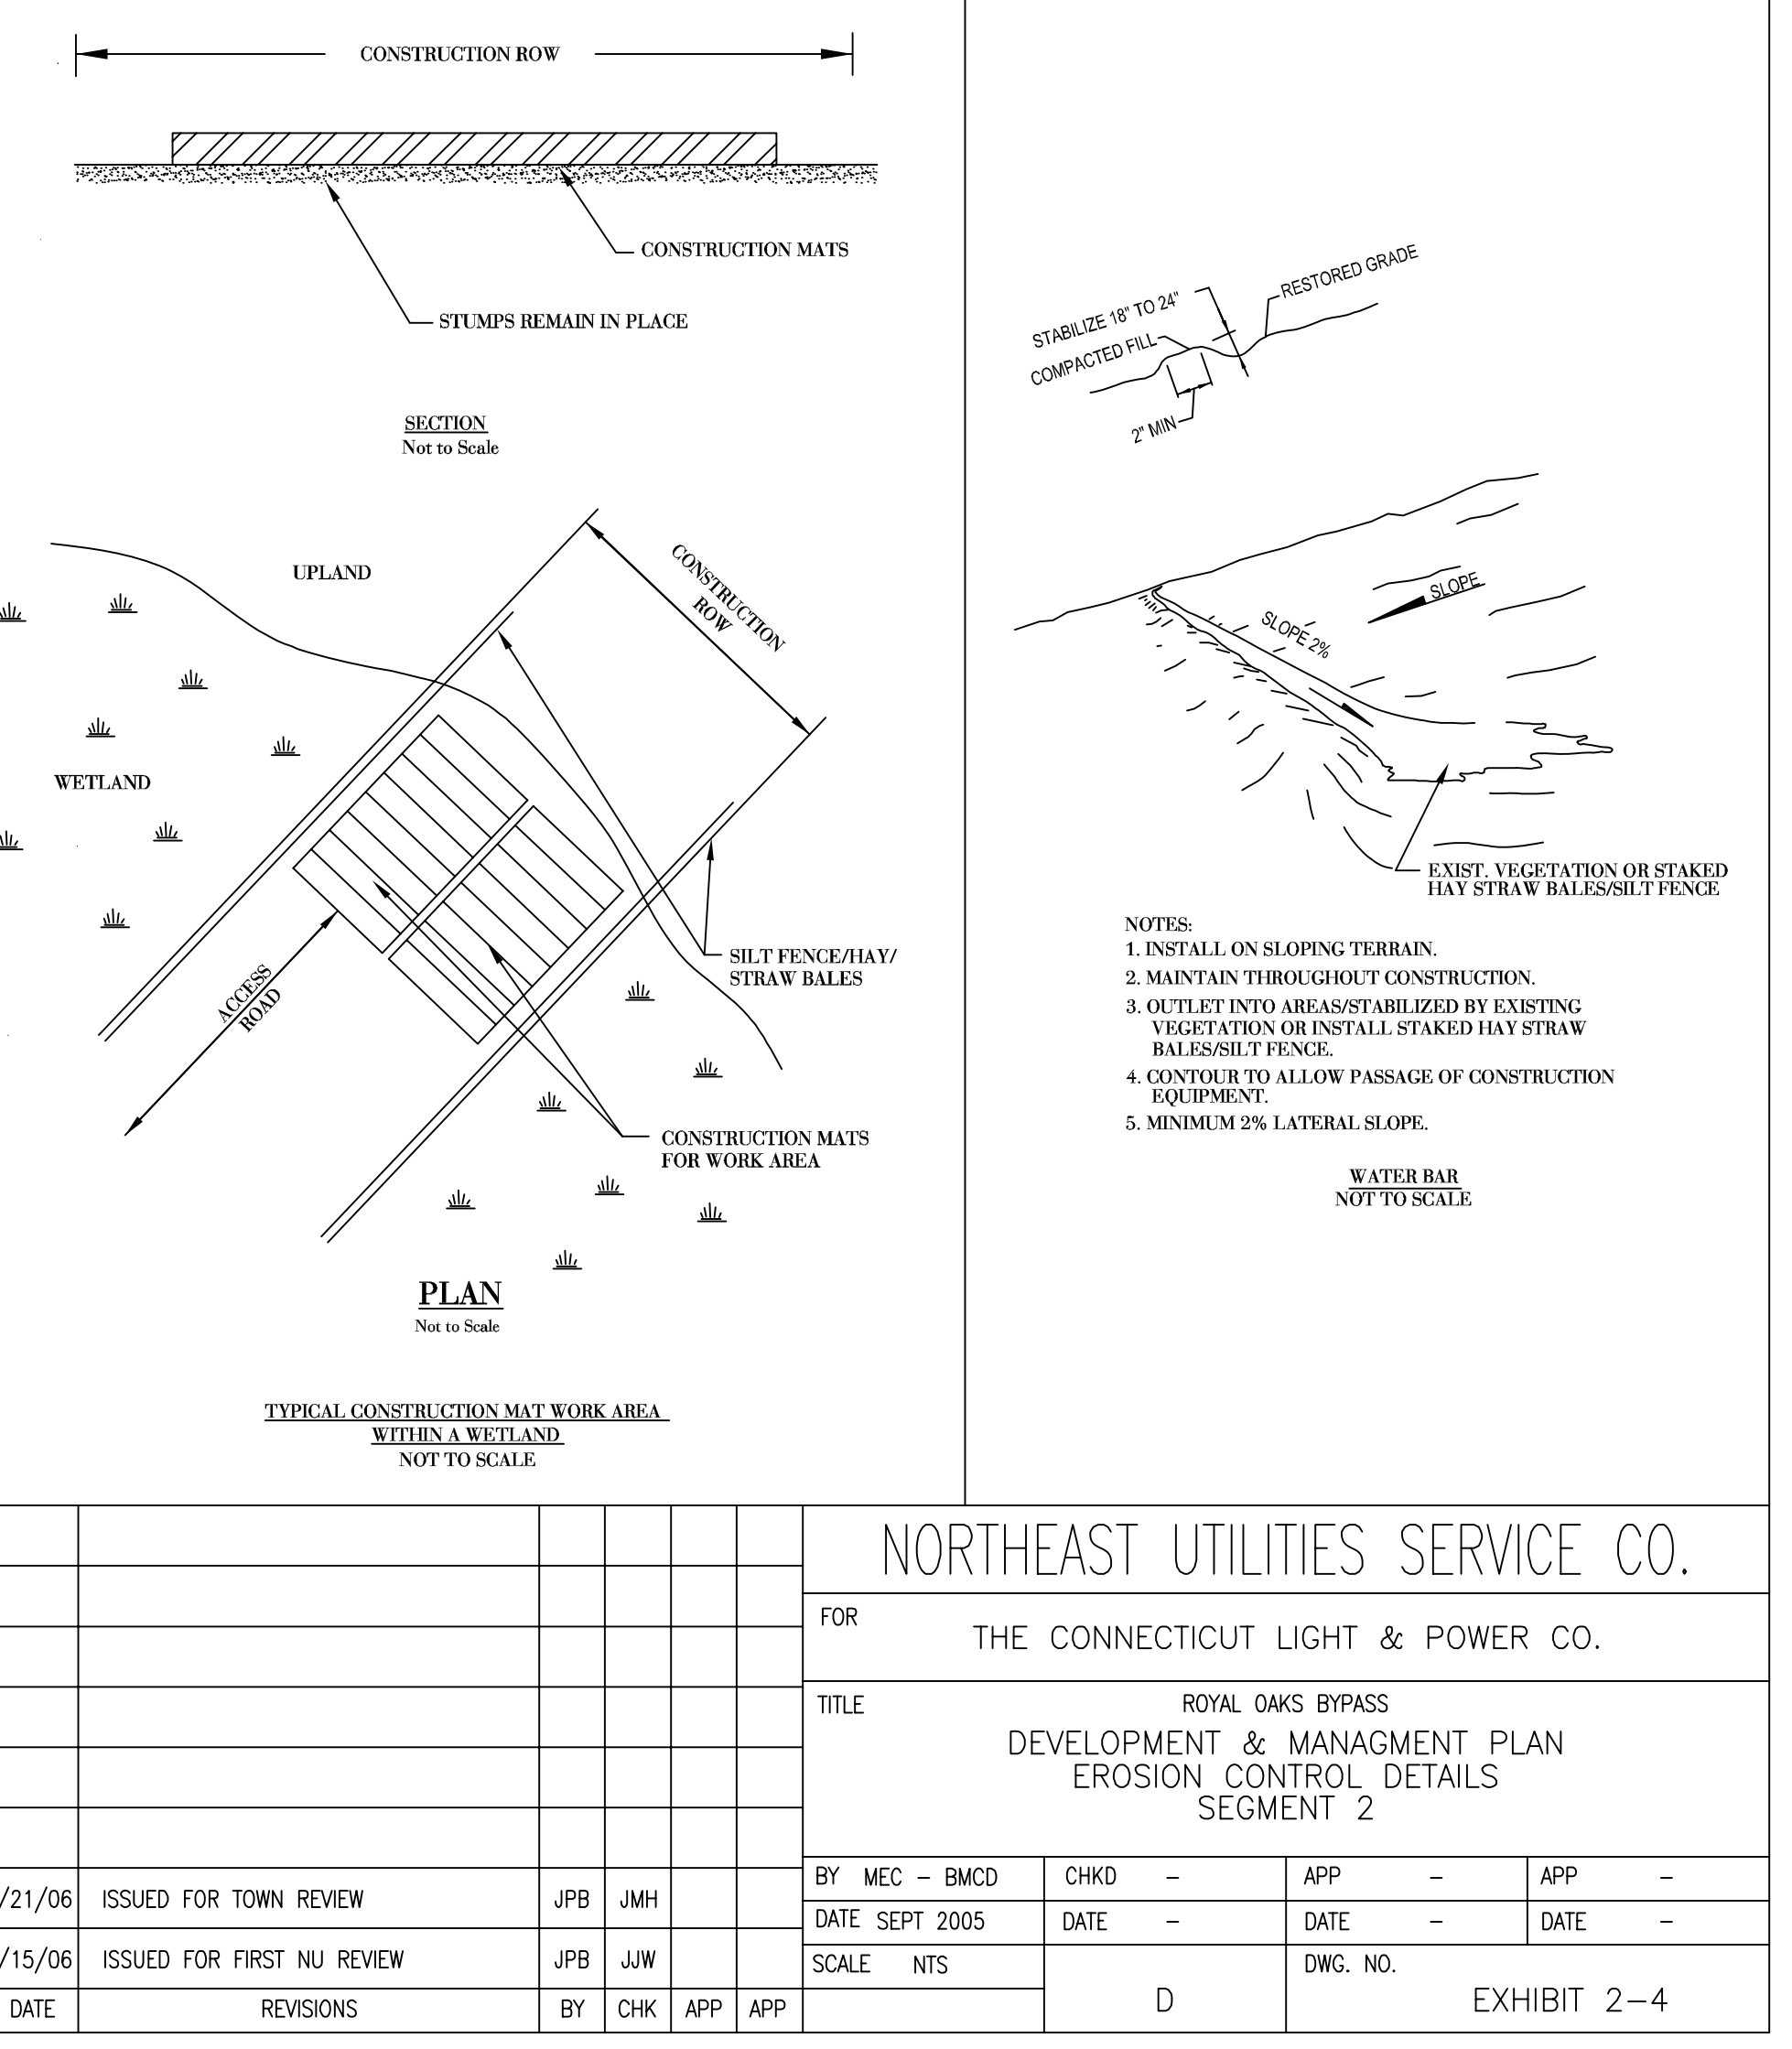 CONSTRUCTION ROW
CONSTRUCTION MATS
STUMPS REMAIN IN PLACE
SECTION
Not to Scale
UPLAND
CONSTRUCTION
ROW
WETLAND
ACCESS
ROAD
SILT FENCE/HAY/
STRAW BALES
CONSTRUCTION MATS
FOR WORK AREA
PLAN
Not to Scale
TYPICAL CONSTRUCTION MAT WORK AREA
WITHIN A WETLAND
NOT TO SCALE
RESTORED GRADE
STABILIZE 18" TO 24"
COMPACTED FILL
2" MIN
SLOPE
SLOPE 2%
EXIST. VEGETATION OR STAKED
HAY STRAW BALES/SILT FENCE
NOTES:
1. INSTALL ON SLOPING TERRAIN.
2. MAINTAIN THROUGHOUT CONSTRUCTION.
3. OUTLET INTO AREAS/STABILIZED BY EXISTING
VEGETATION OR INSTALL STAKED HAY STRAW
BALES/SILT FENCE.
4. CONTOUR TO ALLOW PASSAGE OF CONSTRUCTION
EQUIPMENT.
5. MINIMUM 2% LATERAL SLOPE.
WATER BAR
NOT TO SCALE
/21/06 ISSUED FOR TOWN REVIEW JPB JMH
/15/06 ISSUED FOR FIRST NU REVIEW JPB JJW
DATE REVISIONS BY CHK APP APP
NORTHEAST UTILITIES SERVICE CO.
FOR
THE CONNECTICUT LIGHT & POWER CO.
TITLE
ROYAL OAKS BYPASS
DEVELOPMENT & MANAGMENT PLAN
EROSION CONTROL DETAILS
SEGMENT 2
BY MEC - BMCD CHKD - APP - APP -
DATE SEPT 2005 DATE - DATE - DATE -
SCALE NTS
D
DWG. NO.
EXHIBIT 2-4